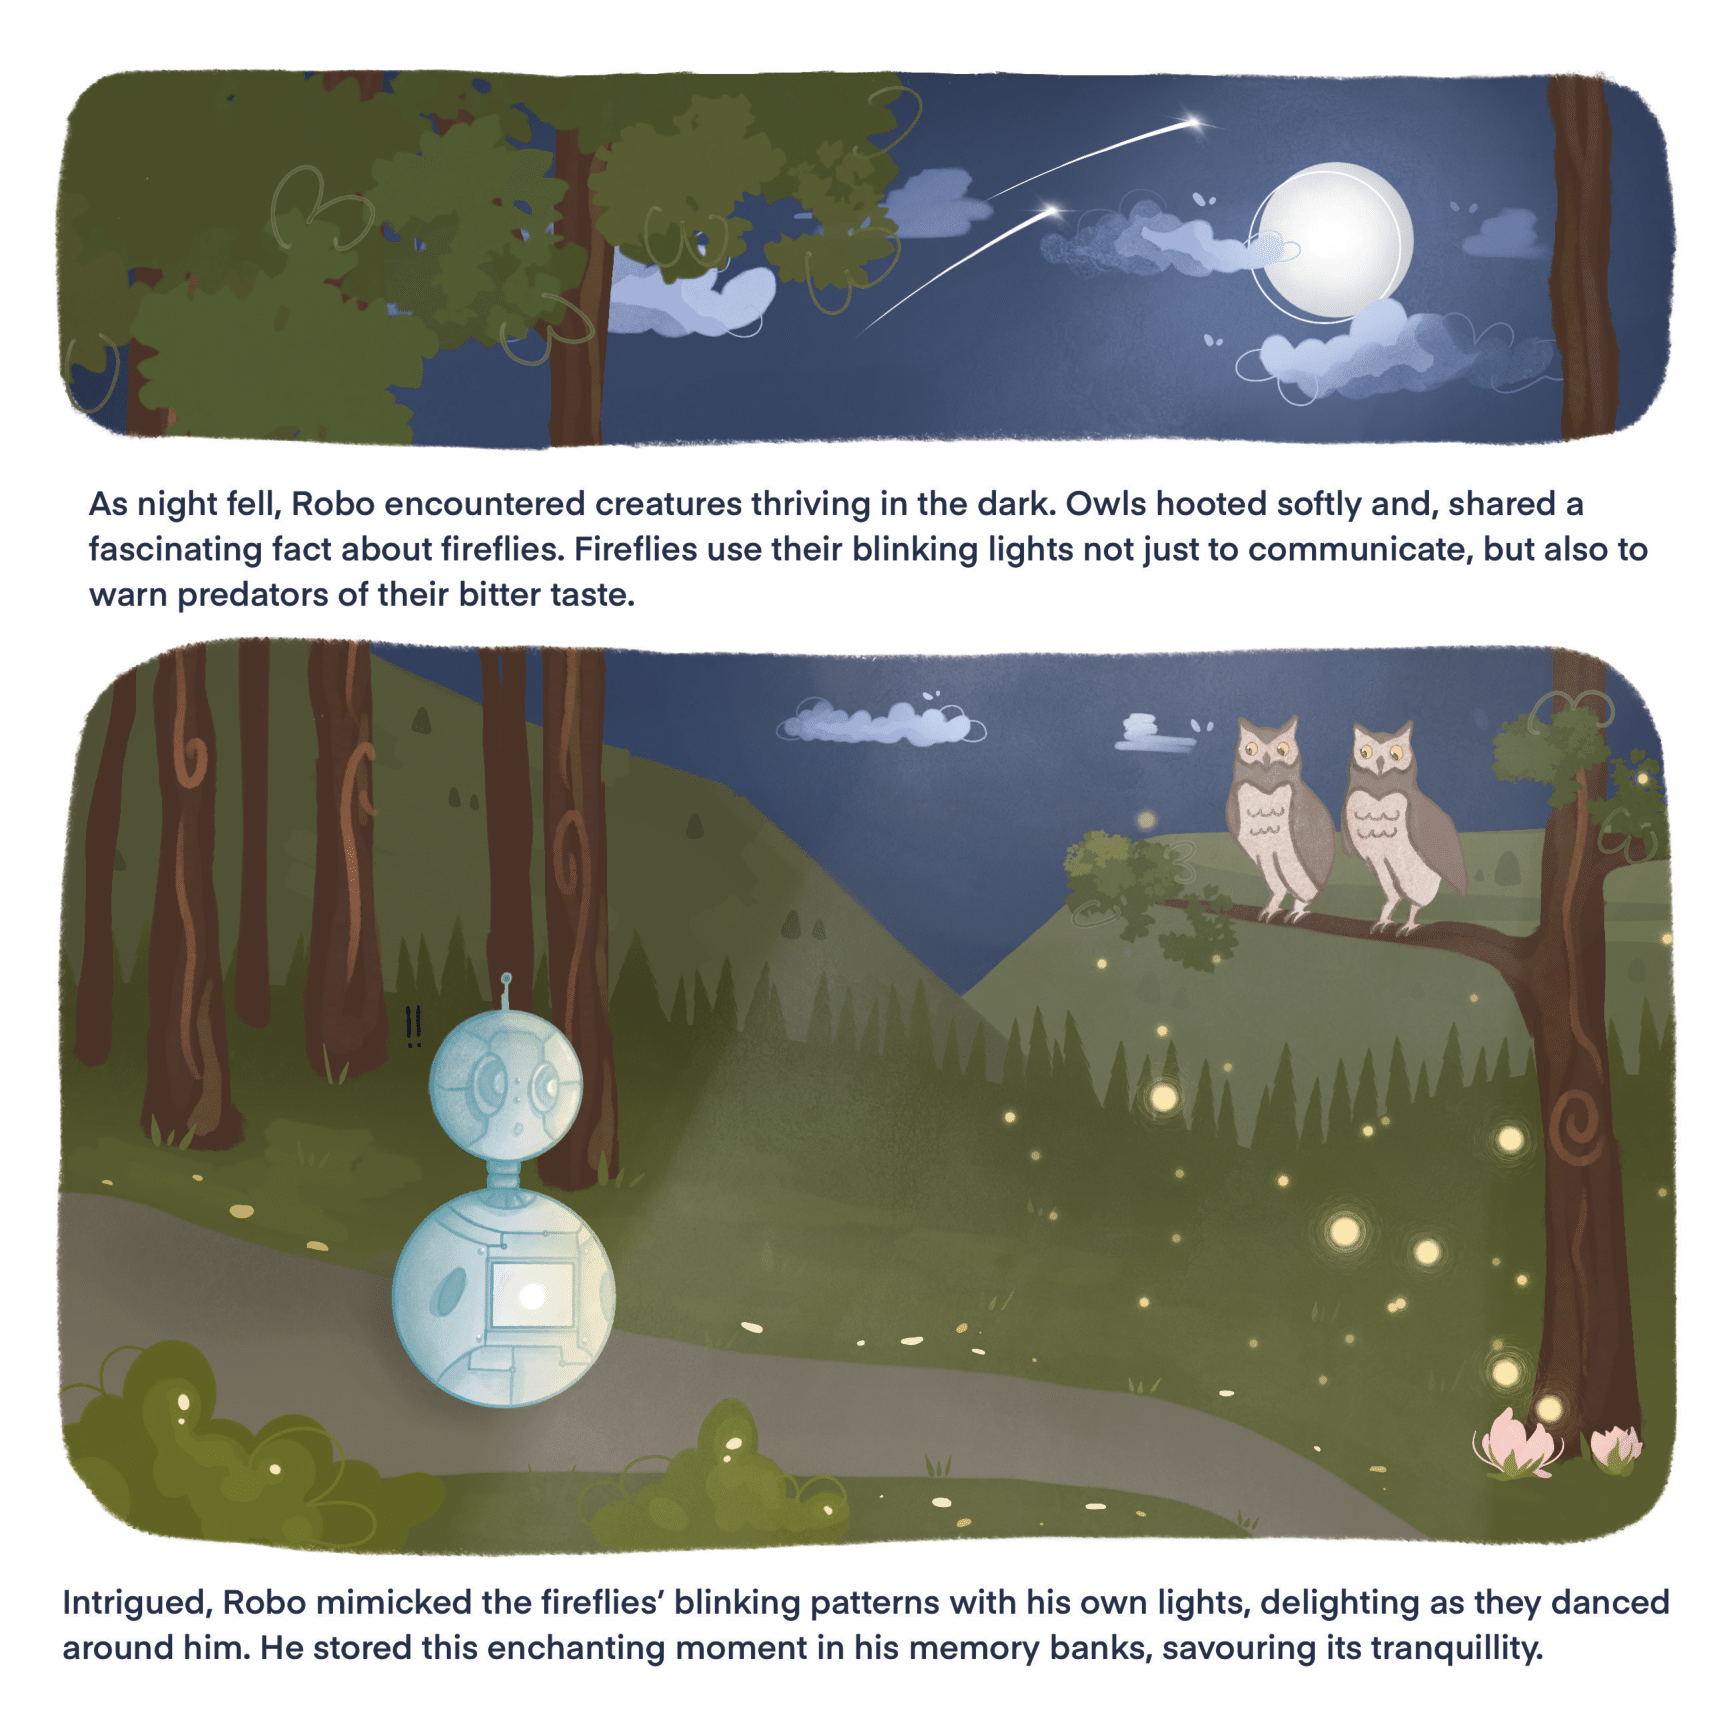 As night fell, Robo encountered creatures thriving in the dark. Owls hooted softly and, shared a
fascinating fact about fireflies. Fireflies use their blinking lights not just to communicate, but also to
warn predators of their bitter taste.
!!
Intrigued, Robo mimicked the fireflies’ blinking patterns with his own lights, delighting as they danced
around him. He stored this enchanting moment in his memory banks, savouring its tranquillity.